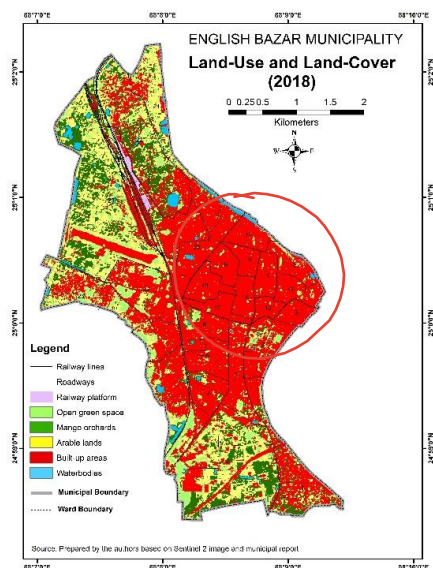 88°7'0"E 88°8'0"E 88°9'0"E 88°10'0"E
ENGLISH BAZAR MUNICIPALITY
Land-Use and Land-Cover
(2018)
0 0.25 0.5 1 1.5 2
Kilometers
N
W E
S
25°2'0"N
25°1'0"N
25°0'0"N
24°59'0"N
Legend
Railway lines
Roadways
Railway platform
Open green space
Mango orcherds
Arable lands
Built-up areas
Waterbodies
Municipal Boundary
Ward Boundary
Source: Prepared by the authors based on Sentinel 2 image and municipal report